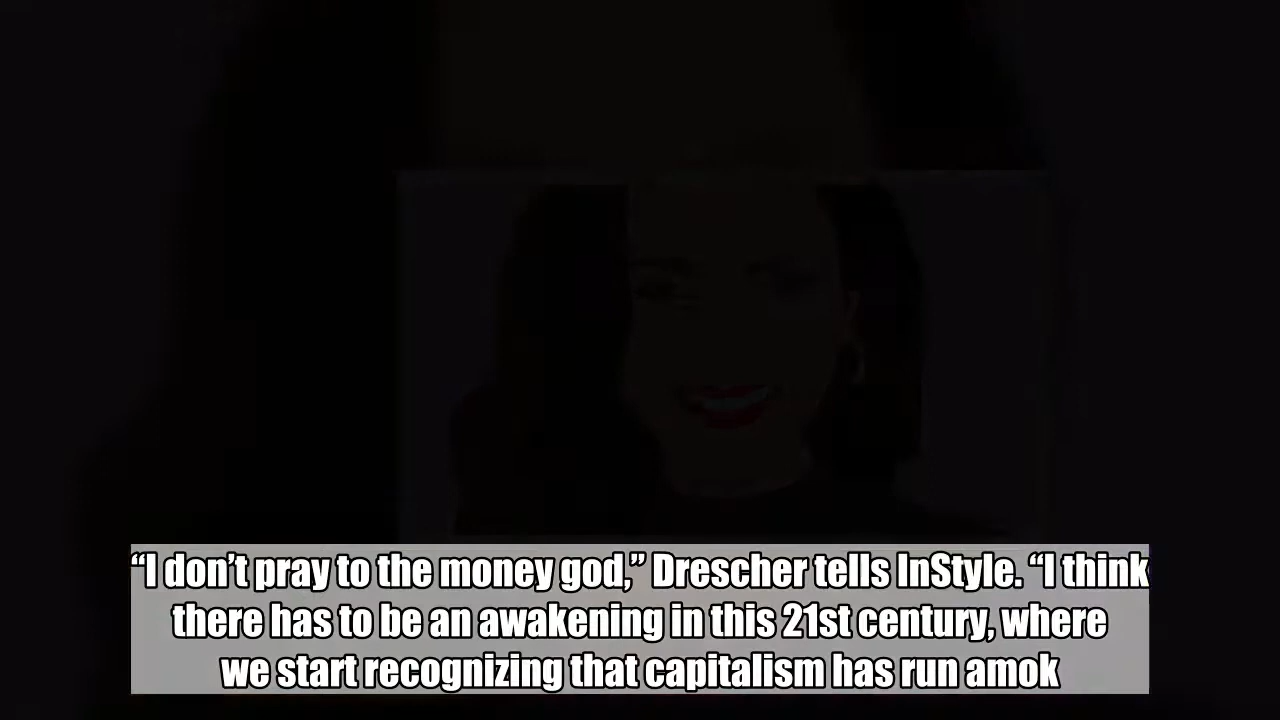 “I don’t pray to the money god,” Drescher tells InStyle. “I think
there has to be an awakening in this 21st century, where
we start recognizing that capitalism has run amok